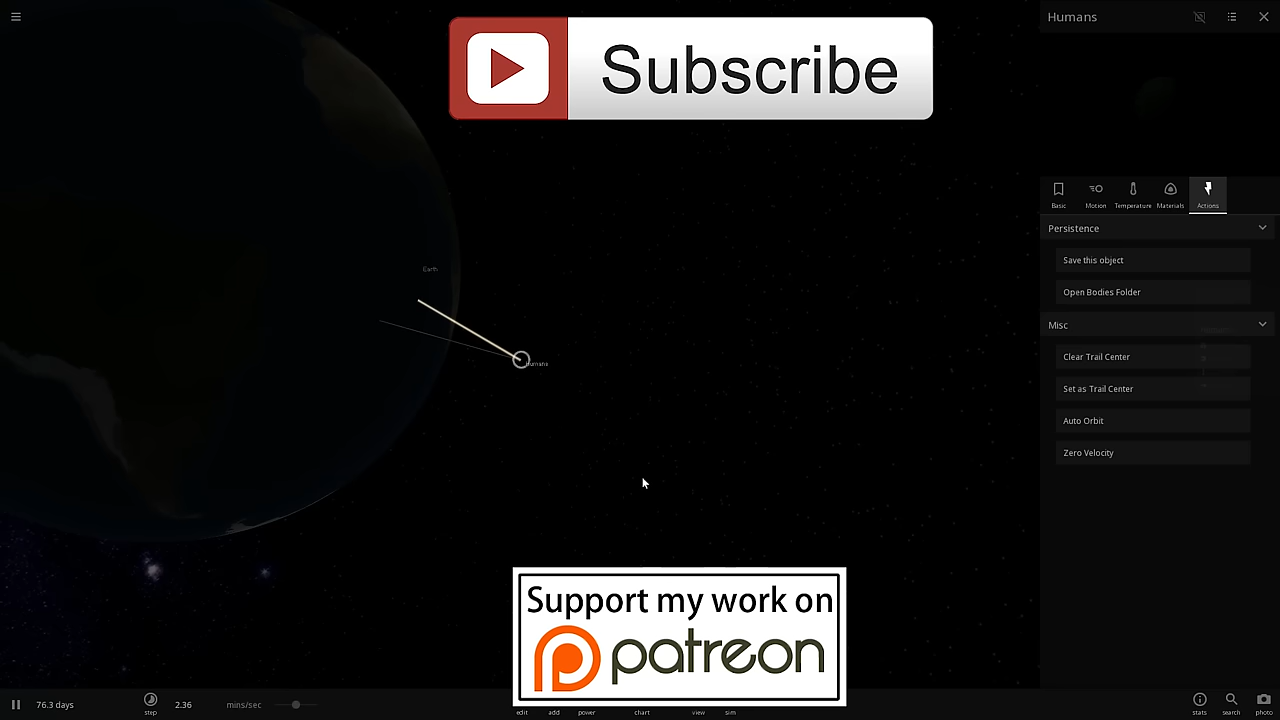 Humans
Subscribe
Basic
Motion
Temperature
Materials
Actions
Persistence
Save this object
Open Bodies Folder
Misc
Clear Trail Center
Set as Trail Center
Auto Orbit
Zero Velocity
Earth
Humans
Support my work on
patreon
76.3 days
step
2.36
mins/sec
edit
add
power
chart
view
sim
stats
search
photo